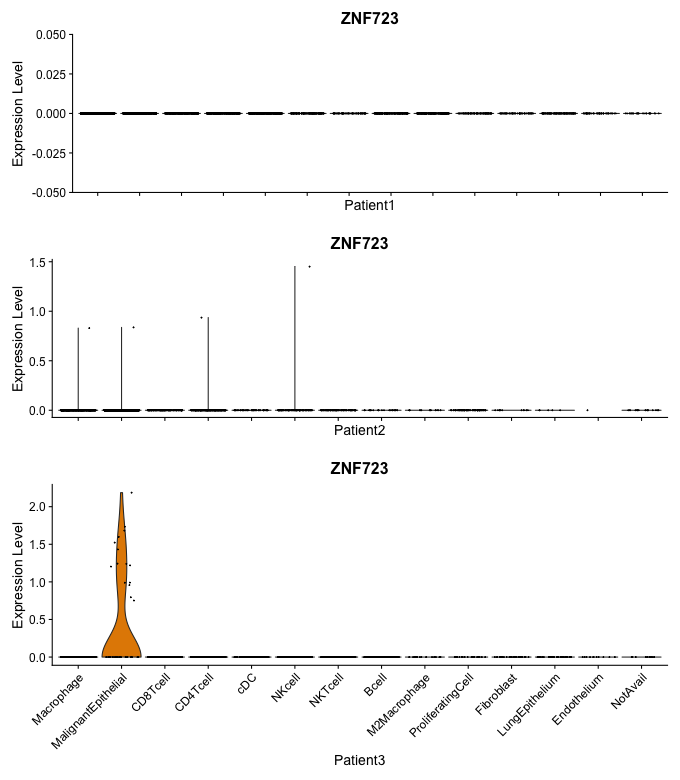 ZNF723
Expression Level
0.050
0.025
0.000
-0.025
-0.050
Patient1
ZNF723
Expression Level
1.5
1.0
0.5
0.0
Patient2
ZNF723
Expression Level
2.0
1.5
1.0
0.5
0.0
Macrophage
MalignantEpithelial
CD8Tcell
CD4Tcell
cDC
NKcell
NKTcell
Bcell
M2Macrophage
ProliferatingCell
Fibroblast
LungEpithelium
Endothelium
NotAvail
Patient3